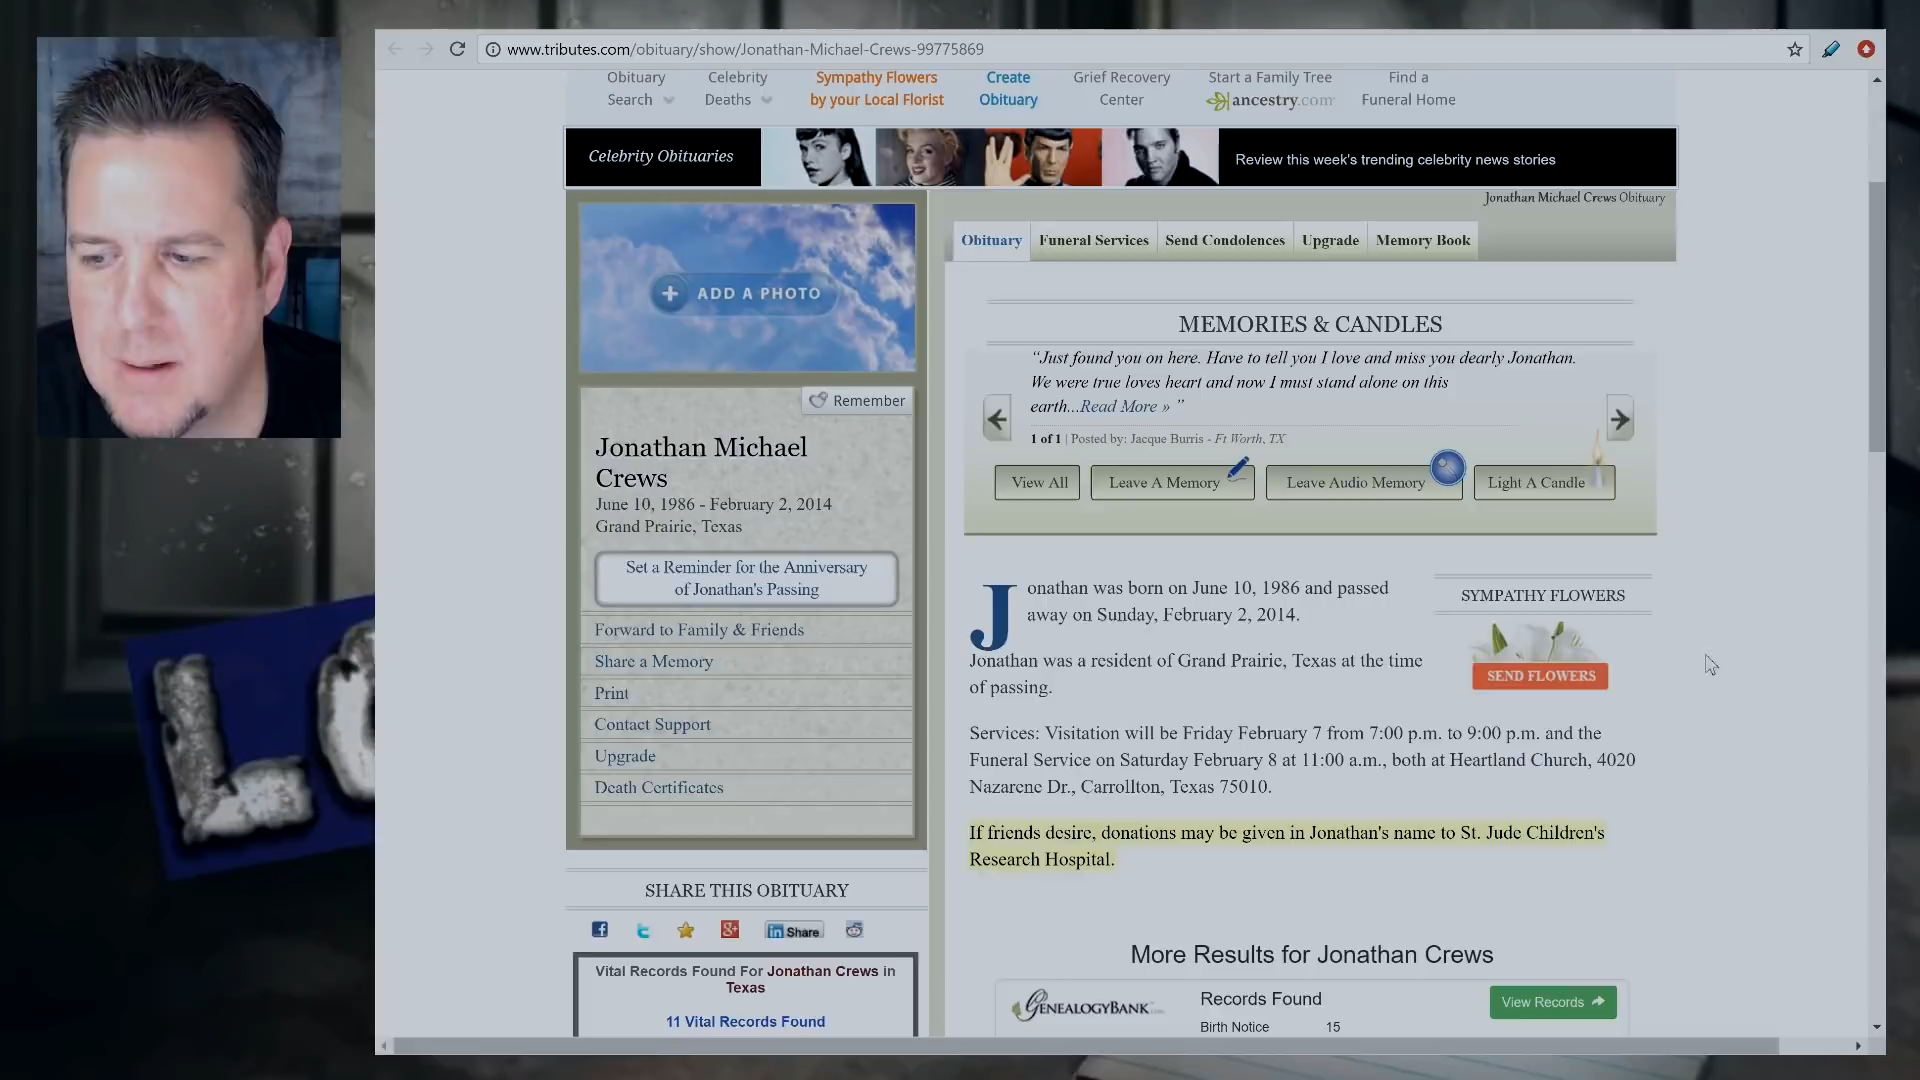 www.tributes.com/obituary/show/Jonathan-Michael-Crews-99775869
Obituary Search
Celebrity Deaths
Sympathy Flowers by your Local Florist
Create Obituary
Grief Recovery Center
Start a Family Tree
ancestry.com
Find a Funeral Home
Celebrity Obituaries
Review this week's trending celebrity news stories
Jonathan Michael Crews Obituary
Obituary
Funeral Services
Send Condolences
Upgrade
Memory Book
ADD A PHOTO
Remember
Jonathan Michael
Crews
June 10, 1986 - February 2, 2014
Grand Prairie, Texas
Set a Reminder for the Anniversary
of Jonathan's Passing
Forward to Family & Friends
Share a Memory
Print
Contact Support
Upgrade
Death Certificates
SHARE THIS OBITUARY
in Share
Vital Records Found For Jonathan Crews in
Texas
11 Vital Records Found
MEMORIES & CANDLES
“Just found you on here. Have to tell you I love and miss you dearly Jonathan.
We were true loves heart and now I must stand alone on this
earth...Read More » ”
1 of 1 | Posted by: Jacque Burris - Ft Worth, TX
View All
Leave A Memory
Leave Audio Memory
Light A Candle
Jonathan was born on June 10, 1986 and passed
away on Sunday, February 2, 2014.
Jonathan was a resident of Grand Prairie, Texas at the time
of passing.
SYMPATHY FLOWERS
SEND FLOWERS
Services: Visitation will be Friday February 7 from 7:00 p.m. to 9:00 p.m. and the
Funeral Service on Saturday February 8 at 11:00 a.m., both at Heartland Church, 4020
Nazarene Dr., Carrollton, Texas 75010.
If friends desire, donations may be given in Jonathan's name to St. Jude Children's
Research Hospital.
More Results for Jonathan Crews
GENEALOGYBANK
Records Found
View Records
Birth Notice 15